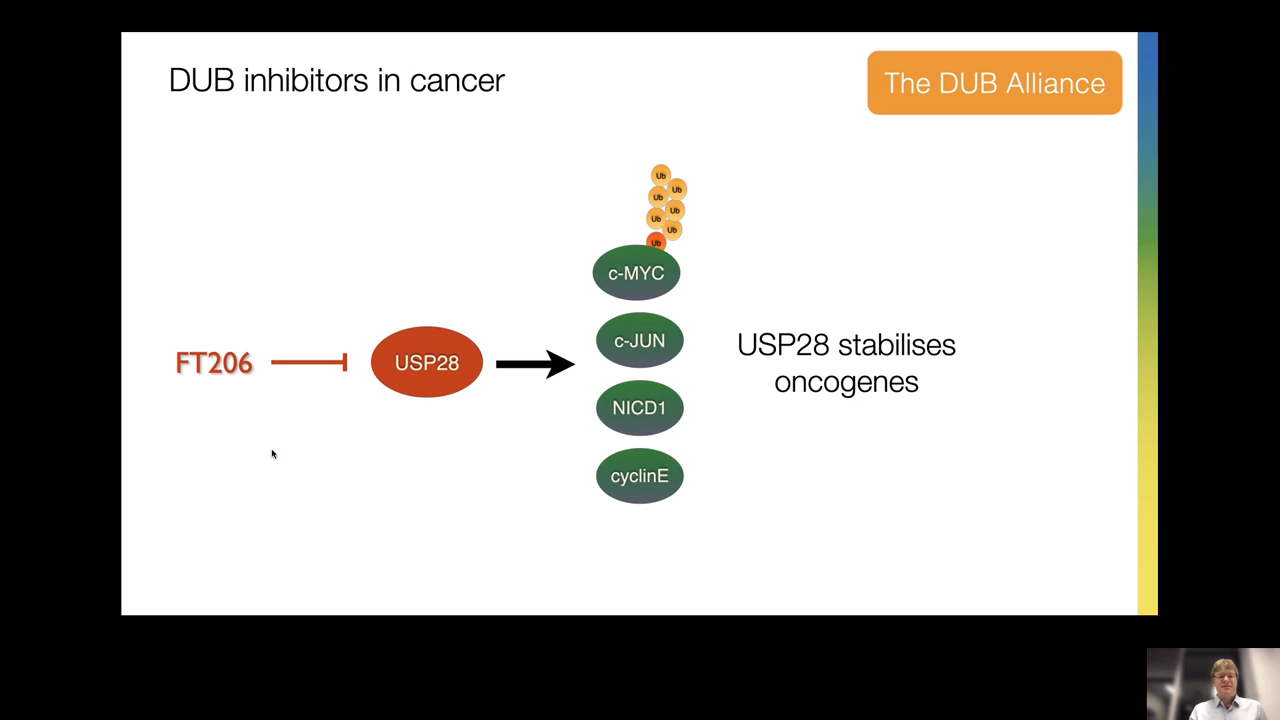 DUB inhibitors in cancer
The DUB Alliance
Ub
Ub
Ub
Ub
Ub
Ub
Ub
c-MYC
c-JUN
NICD1
cyclinE
FT206
USP28
USP28 stabilises
oncogenes